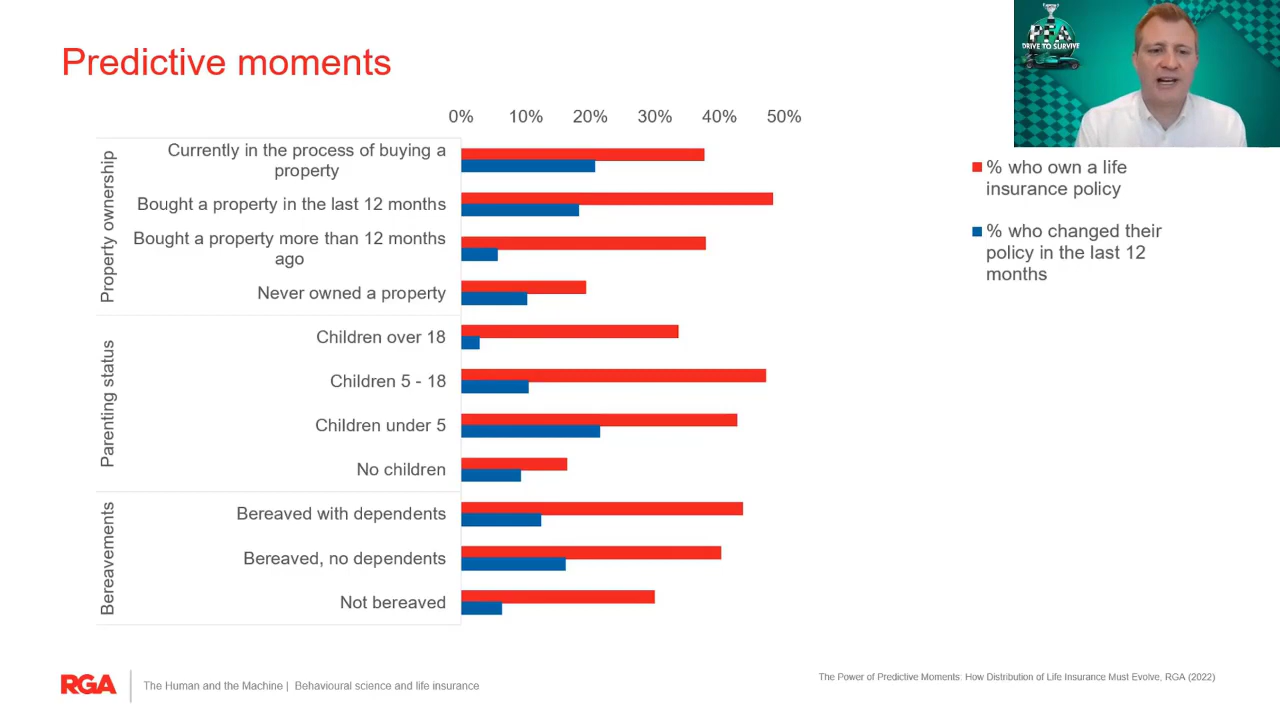 Predictive moments
FFA
DRIVE TO SURVIVE
0% 10% 20% 30% 40% 50%
Property ownership
Currently in the process of buying a
property
Bought a property in the last 12 months
Bought a property more than 12 months
ago
Never owned a property
Parenting status
Children over 18
Children 5 - 18
Children under 5
No children
Bereavements
Bereaved with dependents
Bereaved, no dependents
Not bereaved
% who own a life
insurance policy
% who changed their
policy in the last 12
months
RGA
The Human and the Machine | Behavioural science and life insurance
The Power of Predictive Moments: How Distribution of Life Insurance Must Evolve, RGA (2022)